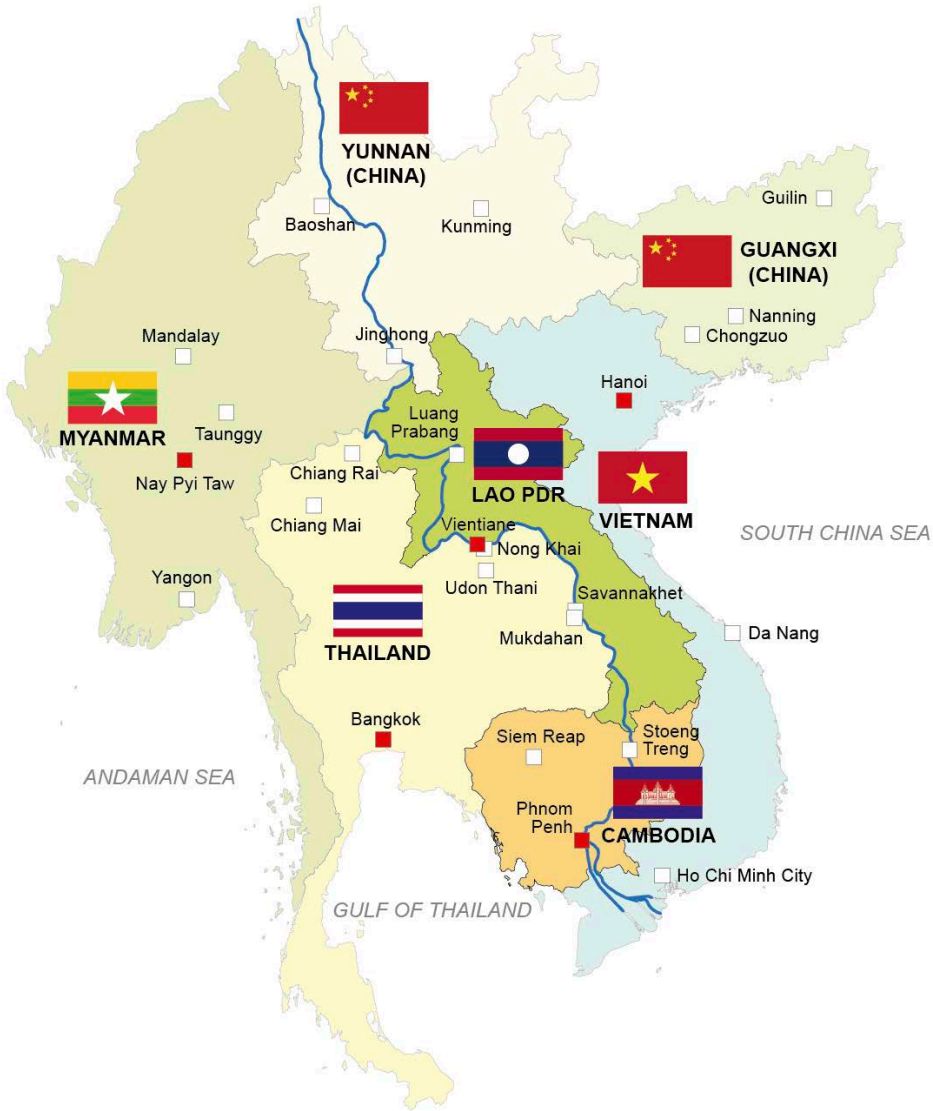 YUNNAN
(CHINA)
Guilin
Baoshan
Kunming
GUANGXI
(CHINA)
Nanning
Chongzuo
Mandalay
Jinghong
Hanoi
MYANMAR
Taunggy
Luang
Prabang
Nay Pyi Taw
Chiang Rai
LAO PDR
VIETNAM
Chiang Mai
Vientiane
SOUTH CHINA SEA
Nong Khai
Yangon
Udon Thani
Savannakhet
Mukdahan
Da Nang
THAILAND
Bangkok
Siem Reap
Stoeng
Treng
ANDAMAN SEA
Phnom
Penh
CAMBODIA
Ho Chi Minh City
GULF OF THAILAND